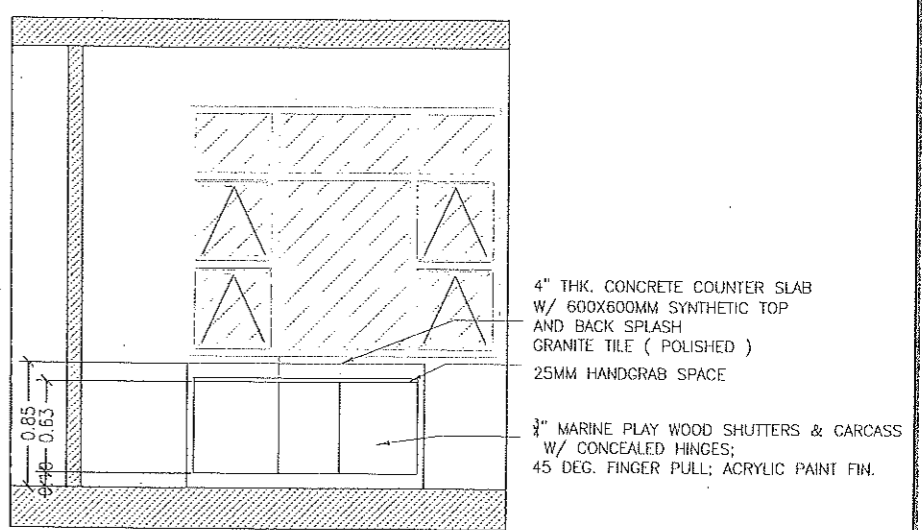 4" THK. CONCRETE COUNTER SLAB
W/ 600X600MM SYNTHETIC TOP
AND BACK SPLASH
GRANITE TILE ( POLISHED )
25MM HANDGRAB SPACE
¾" MARINE PLAY WOOD SHUTTERS & CARCASS
W/ CONCEALED HINGES;
45 DEG. FINGER PULL; ACRYLIC PAINT FIN.
0.85
0.63